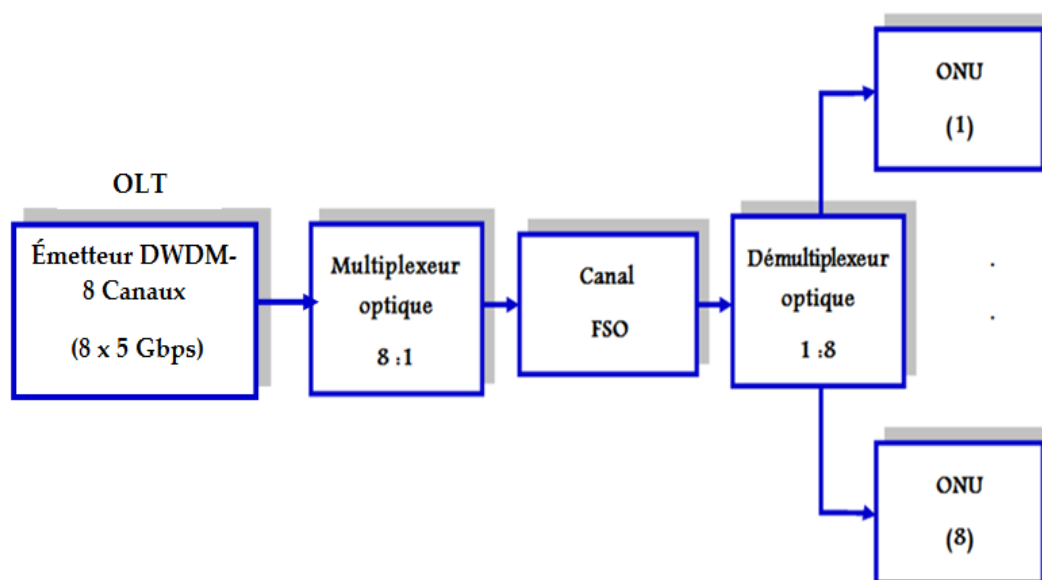 OLT
Émetteur DWDM-
8 Canaux
(8 x 5 Gbps)
Multiplexeur
optique
8 :1
Canal
FSO
Démultiplexeur
optique
1 :8
ONU
(1)
.
.
ONU
(8)